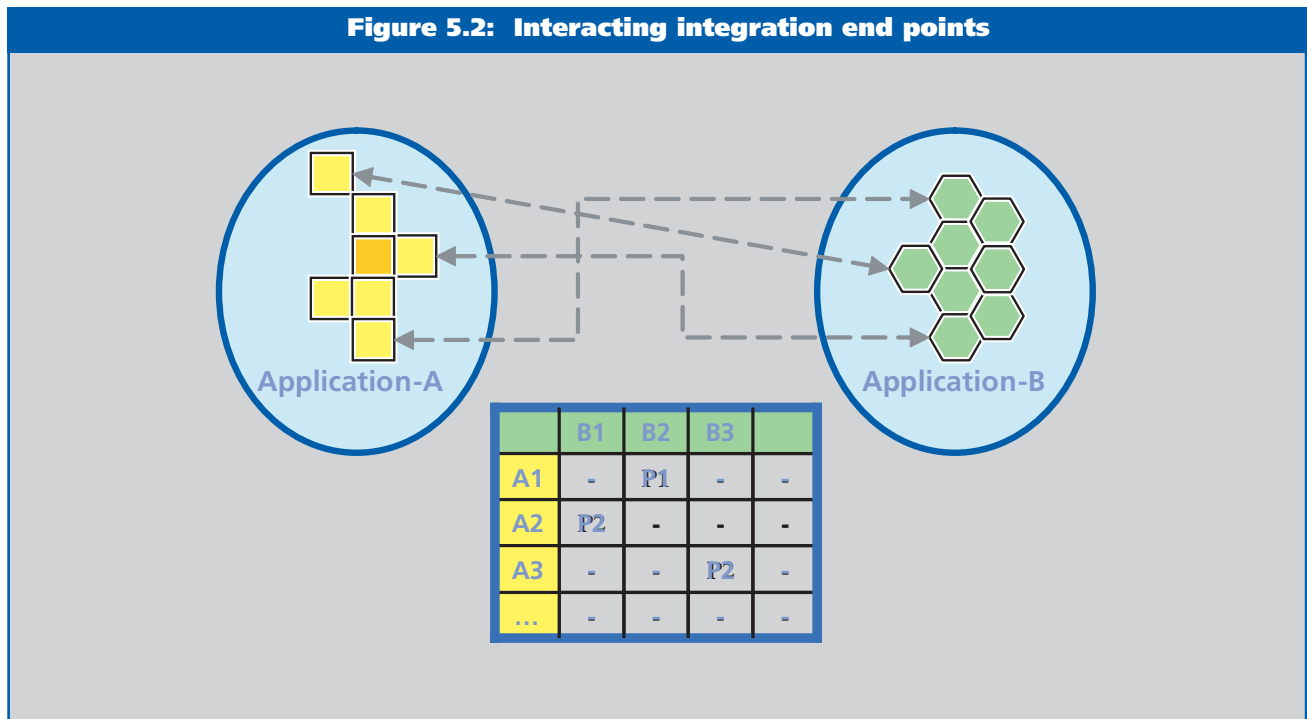 Figure 5.2: Interacting integration end points
Application-A
Application-B
B1 B2 B3
A1 - P1 - -
A2 P2 - - -
A3 - - P2 -
... - - - -